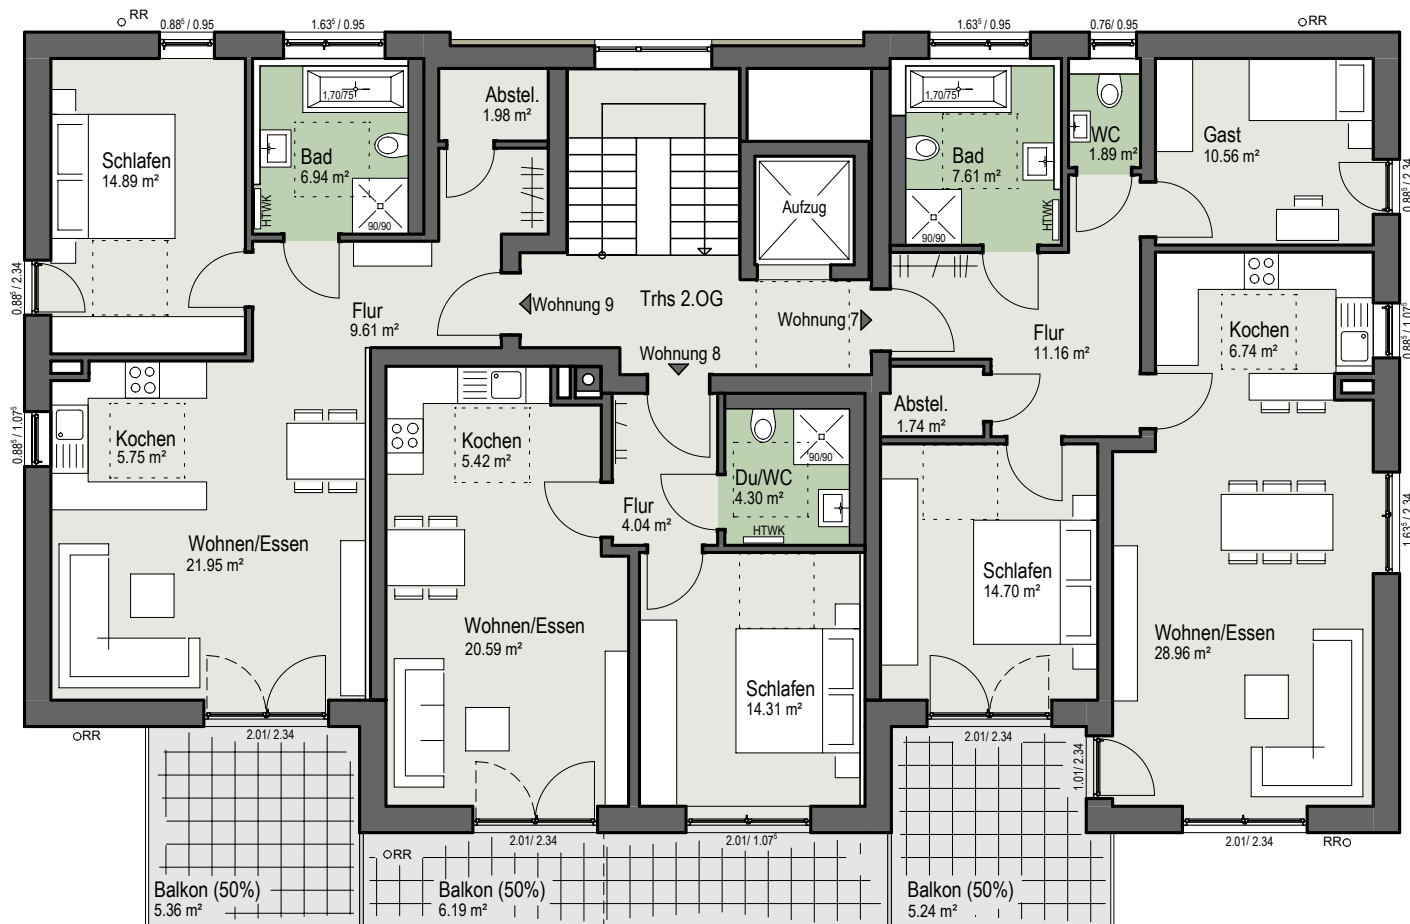 RR
0.88⁵ / 0.95
1.63⁵ / 0.95
1.63⁵ / 0.95
0.76/ 0.95
RR
1,70/75
Abstel.
1.98 m²
1,70/75
Schlafen
14.89 m²
Bad
6.94 m²
HTWK
90/90
Aufzug
Bad
7.61 m²
HTWK
90/90
WC
1.89 m²
Gast
10.56 m²
0.88⁵ / 2.34
0.88⁵ / 2.34
Flur
9.61 m²
Wohnung 9
Trhs 2.OG
Wohnung 7
Wohnung 8
Flur
11.16 m²
Kochen
6.74 m²
0.88⁵ / 1.07⁵
0.88⁵ / 1.07⁵
Kochen
5.75 m²
Kochen
5.42 m²
Abstel.
1.74 m²
90/90
Du/WC
4.30 m²
HTWK
Flur
4.04 m²
1.63⁵ / 2.34
Wohnen/Essen
21.95 m²
Schlafen
14.70 m²
Wohnen/Essen
20.59 m²
Wohnen/Essen
28.96 m²
Schlafen
14.31 m²
RR
2.01/ 2.34
2.01/ 2.34
1.01/ 2.34
2.01/ 2.34
2.01/ 1.07⁵
2.01/ 2.34
RR
RR
Balkon (50%)
5.36 m²
Balkon (50%)
6.19 m²
Balkon (50%)
5.24 m²